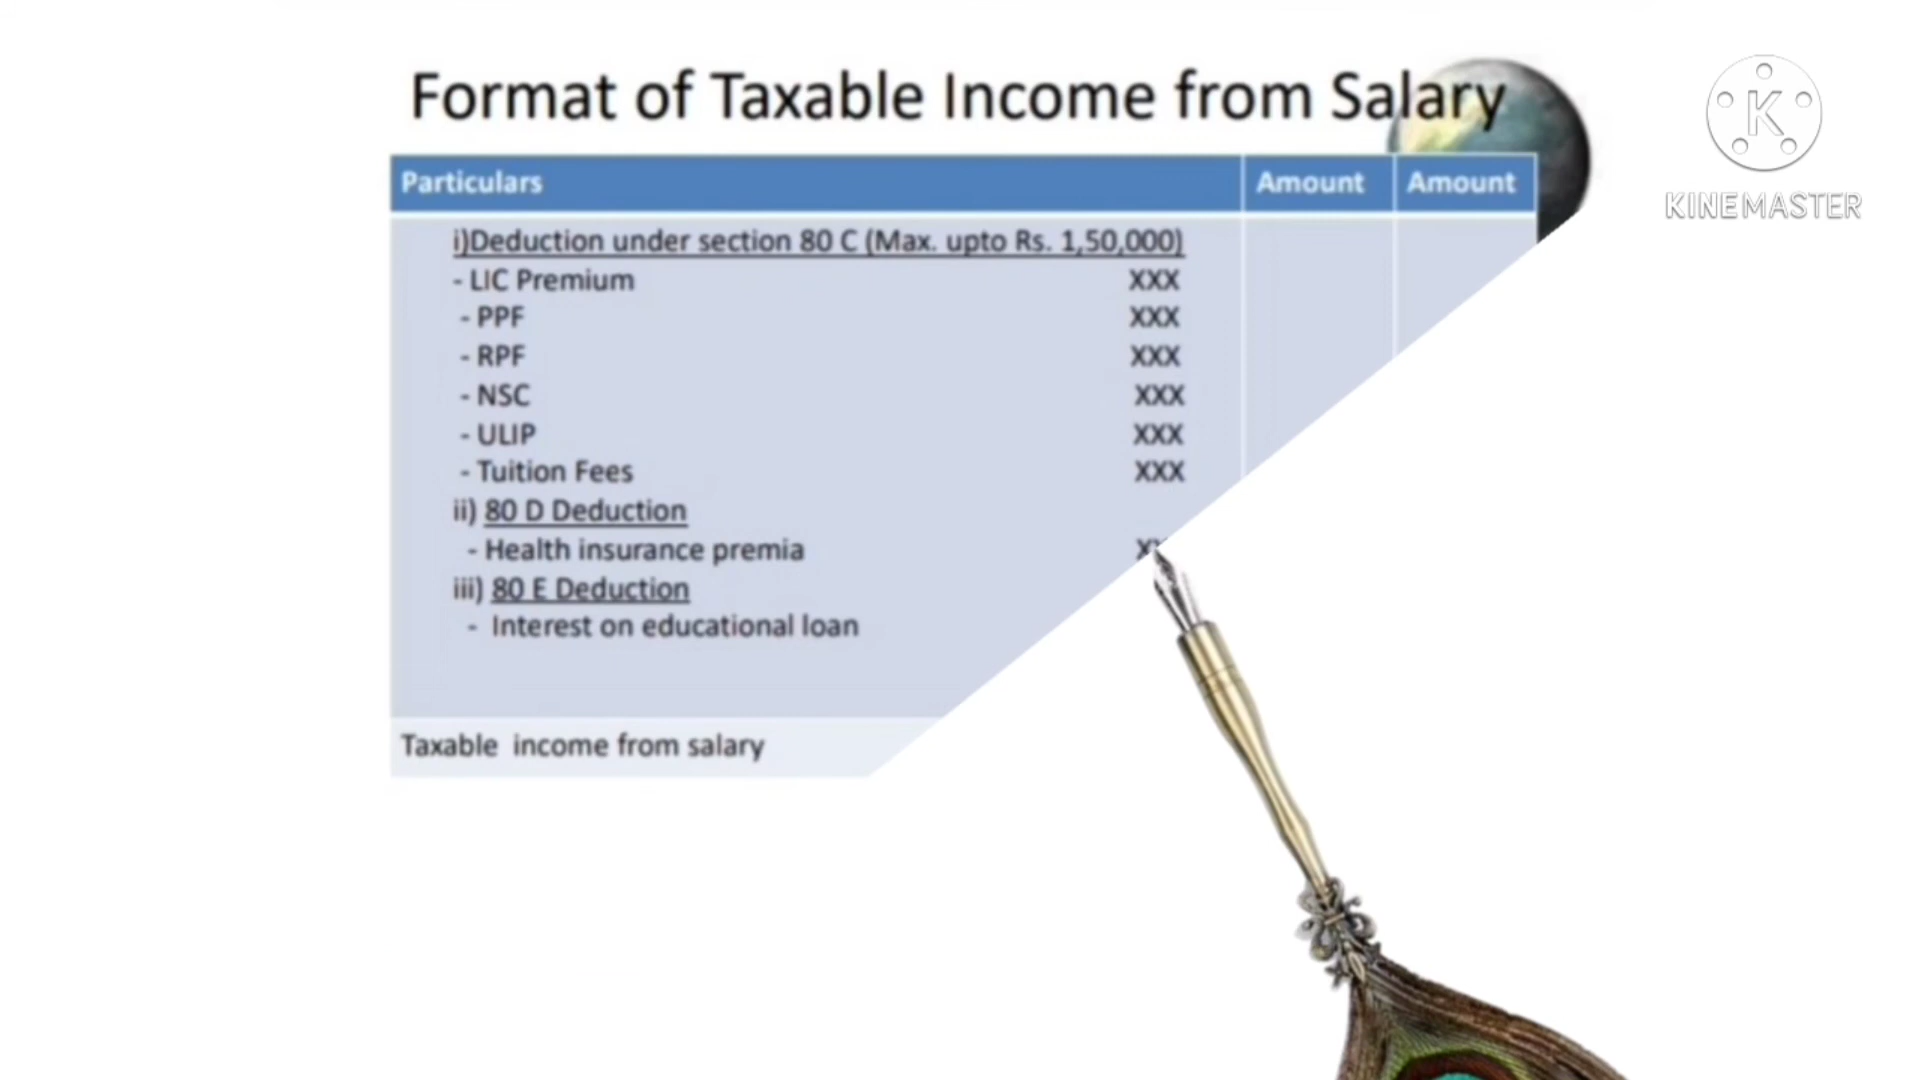 Format of Taxable Income from Salary
K
KINEMASTER
Particulars Amount Amount
i)Deduction under section 80 C (Max. upto Rs. 1,50,000)
- LIC Premium XXX
- PPF XXX
- RPF XXX
- NSC XXX
- ULIP XXX
- Tuition Fees XXX
ii) 80 D Deduction
- Health insurance premia
iii) 80 E Deduction
- Interest on educational loan
Taxable income from salary